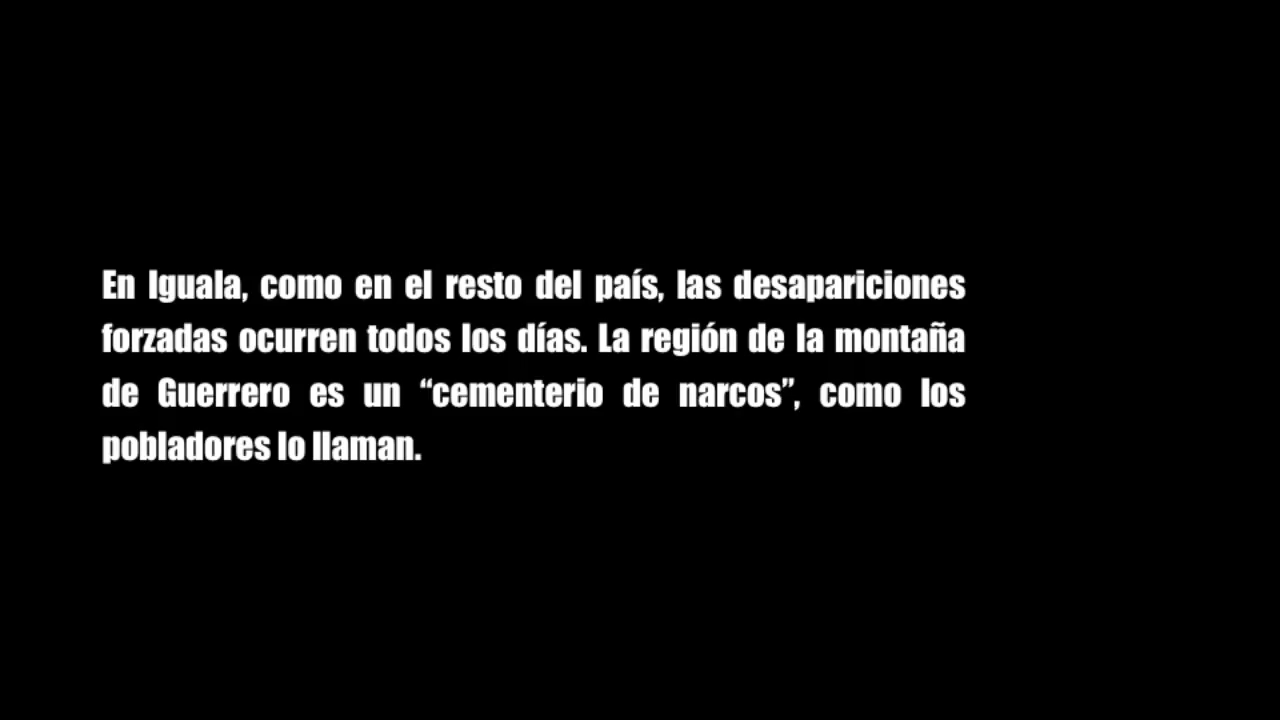 En Iguala, como en el resto del país, las desapariciones
forzadas ocurren todos los días. La región de la montaña
de Guerrero es un “cementerio de narcos”, como los
pobladores lo llaman.